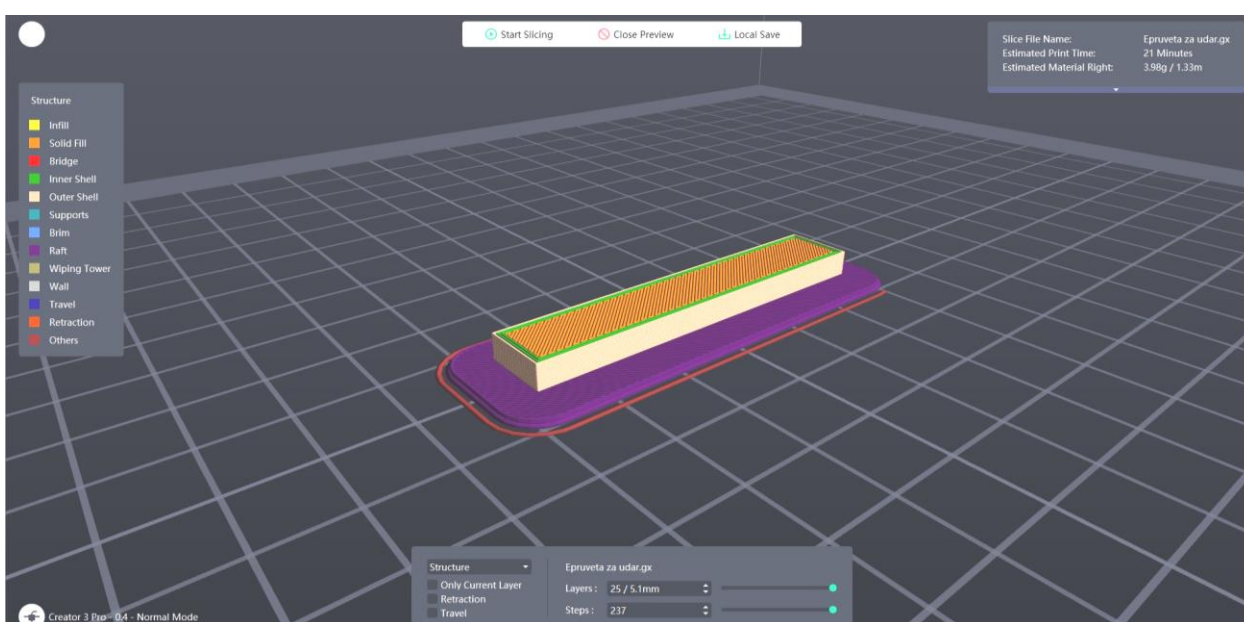 Start Slicing
Close Preview
Local Save
Slice File Name: Epruveta za udar.gx
Estimated Print Time: 21 Minutes
Estimated Material Right: 3.98g / 1.33m
Structure
Infill
Solid Fill
Bridge
Inner Shell
Outer Shell
Supports
Brim
Raft
Wiping Tower
Wall
Travel
Retraction
Others
Structure
Only Current Layer
Retraction
Travel
Epruveta za udar.gx
Layers : 25 / 5.1mm
Steps : 237
Creator 3 Pro - 0.4 - Normal Mode